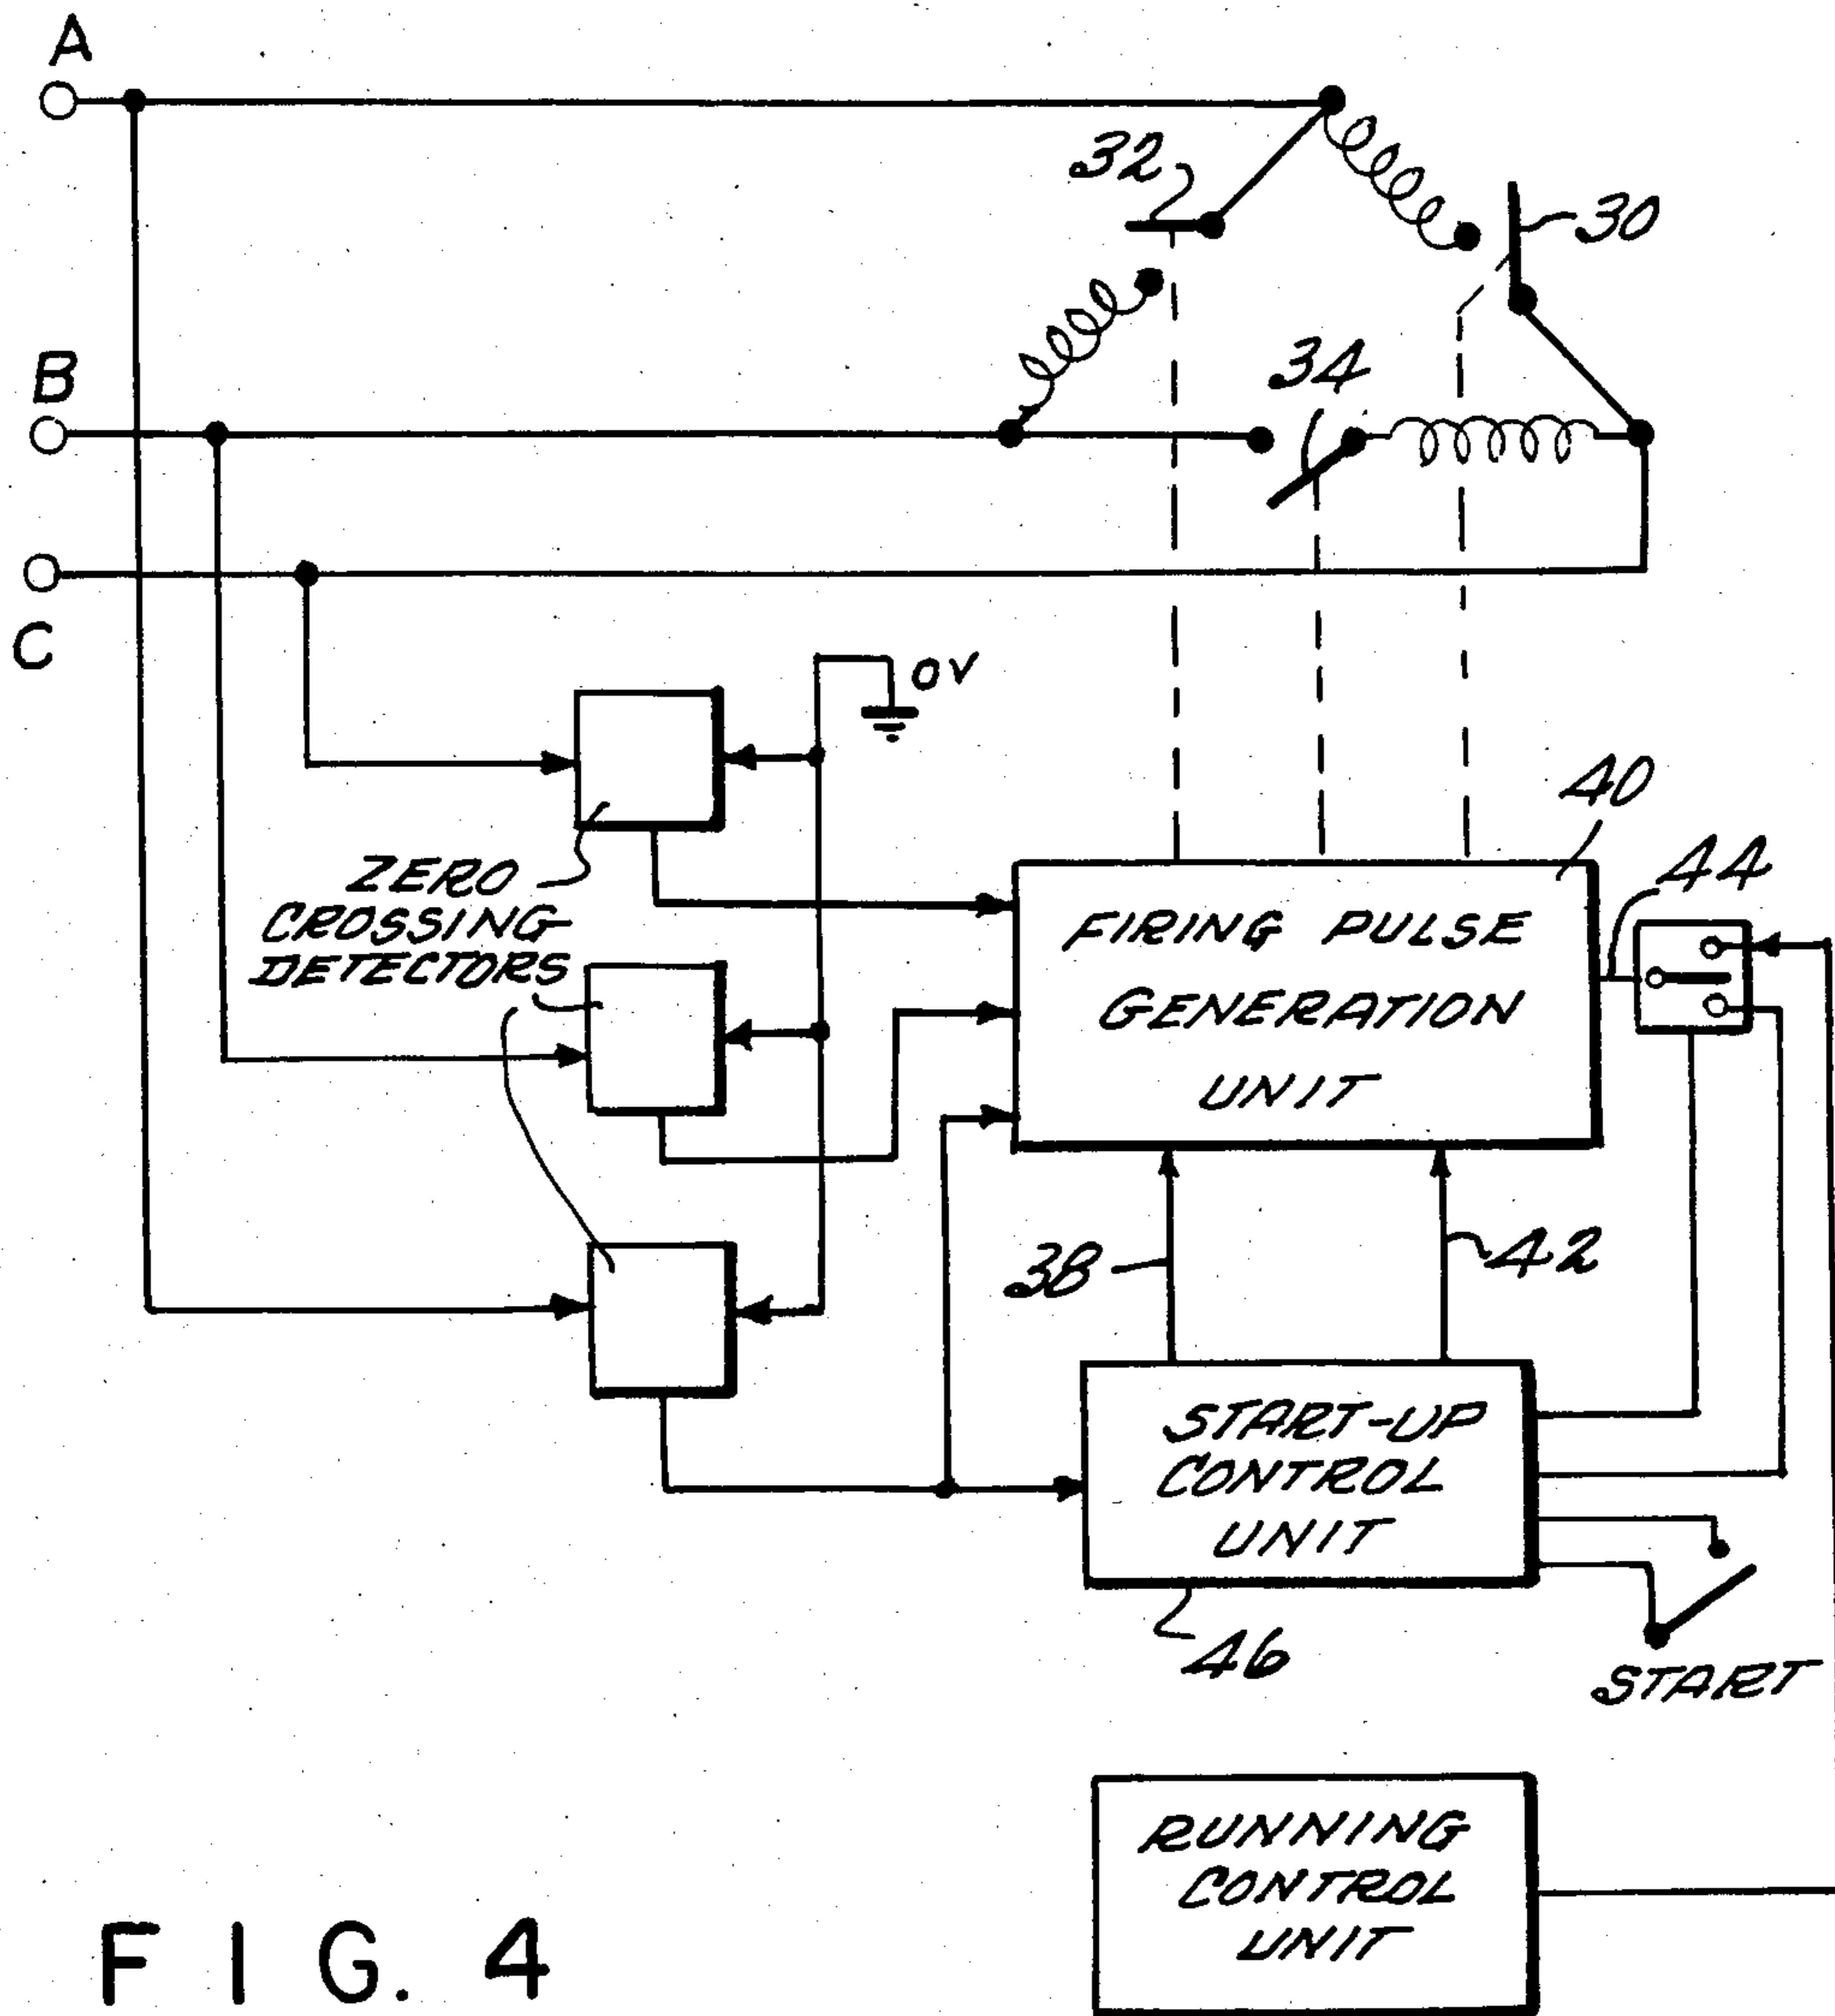 A
32
30
B
34
C
0V
40
ZERO
CROSSING
DETECTORS
44
FIRING PULSE
GENERATION
UNIT
38
42
START-UP
CONTROL
UNIT
46
START
RUNNING
CONTROL
UNIT
FIG. 4